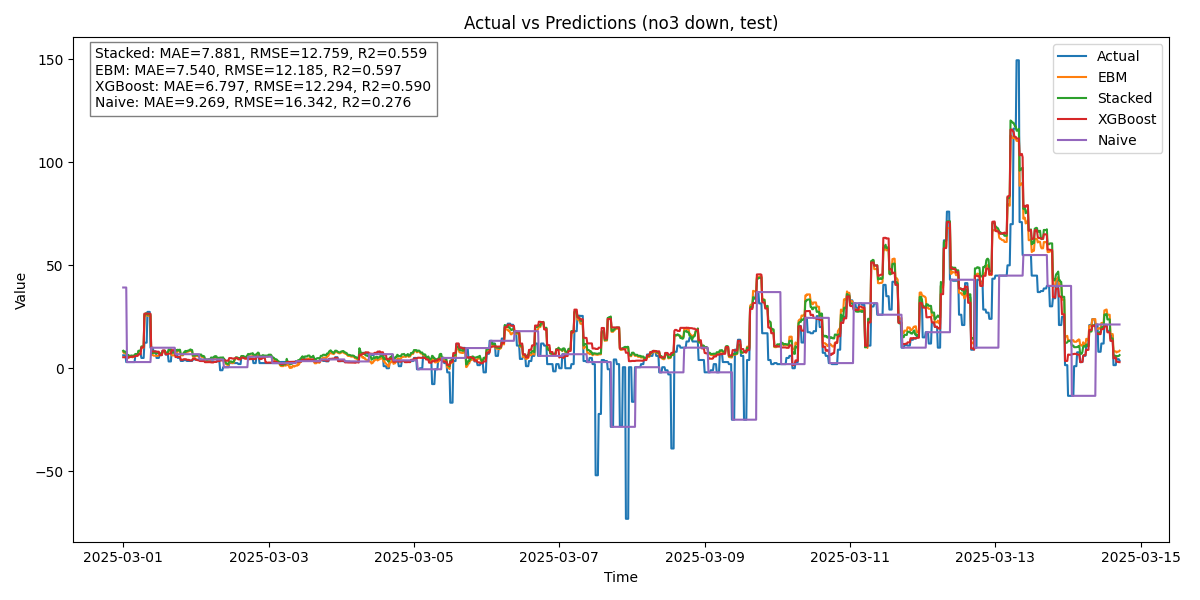 Actual vs Predictions (no3 down, test)
Stacked: MAE=7.881, RMSE=12.759, R2=0.559
EBM: MAE=7.540, RMSE=12.185, R2=0.597
XGBoost: MAE=6.797, RMSE=12.294, R2=0.590
Naive: MAE=9.269, RMSE=16.342, R2=0.276
Actual
EBM
Stacked
XGBoost
Naive
Value
150
100
50
0
−50
2025-03-01
2025-03-03
2025-03-05
2025-03-07
2025-03-09
2025-03-11
2025-03-13
2025-03-15
Time